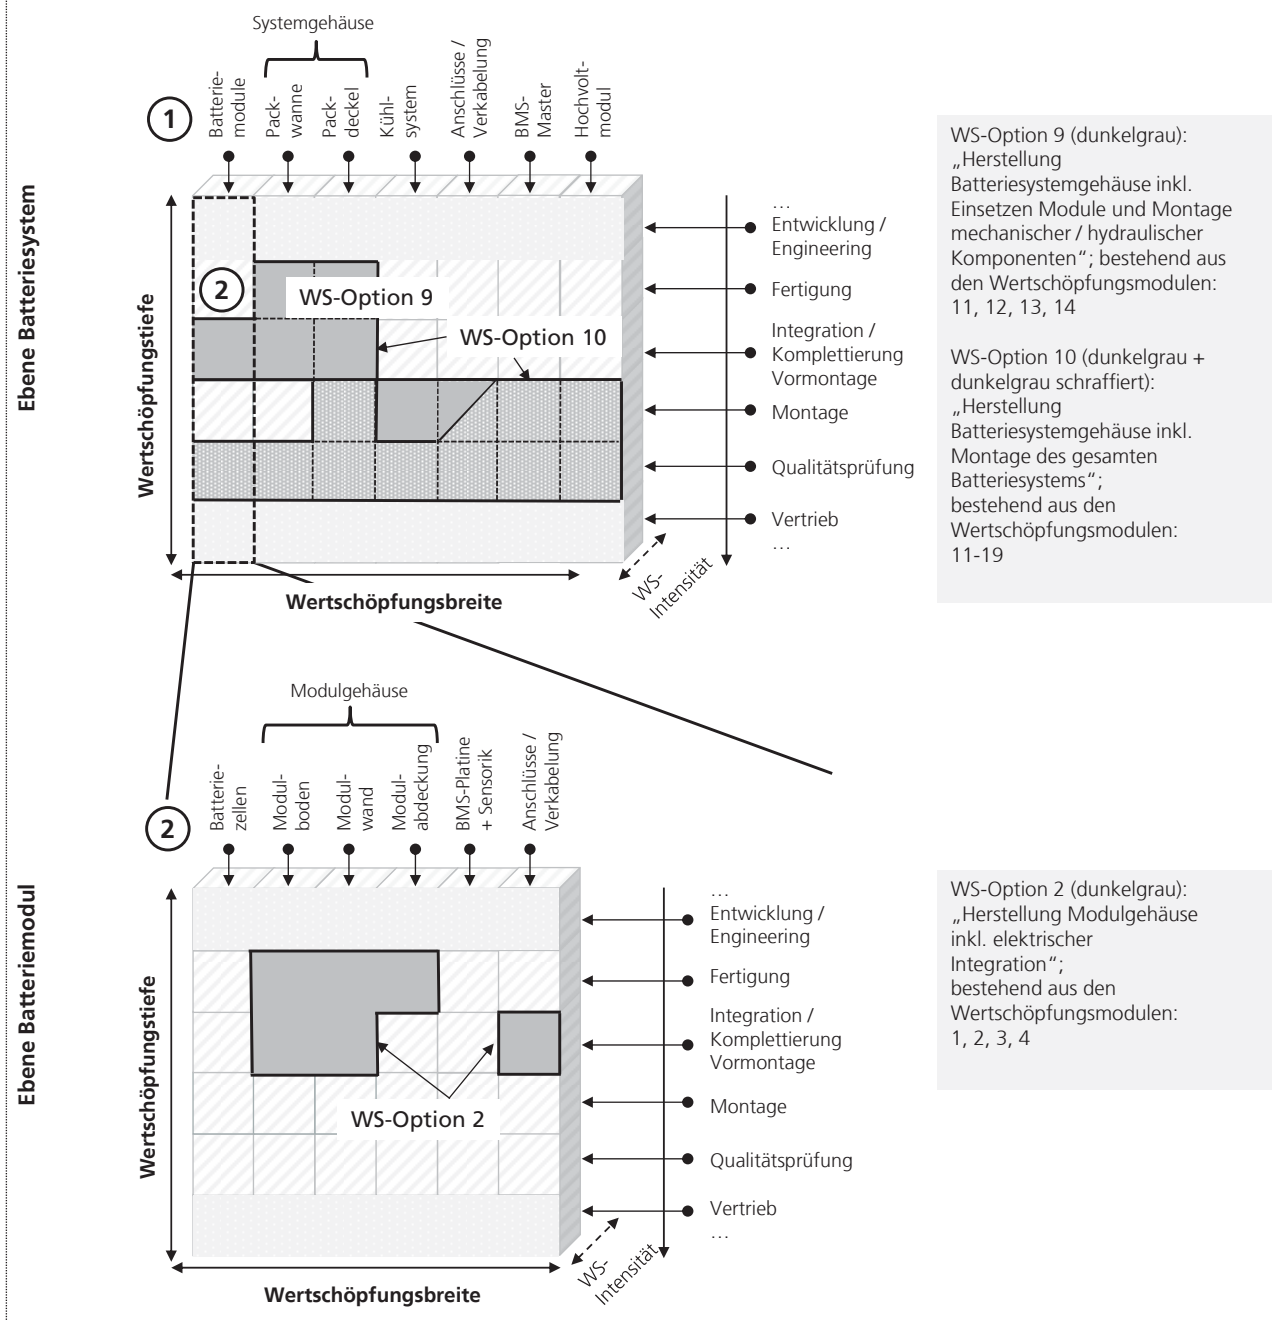 Ebene Batteriesystem
1
Systemgehäuse
Batterie-
module
Pack-
wanne
Pack-
deckel
Kühl-
system
Anschlüsse /
Verkabelung
BMS-
Master
Hochvolt-
modul
Wertschöpfungstiefe
2
WS-Option 9
WS-Option 10
...
Entwicklung /
Engineering
Fertigung
Integration /
Komplettierung
Vormontage
Montage
Qualitätsprüfung
Vertrieb
...
WS-
Intensität
Wertschöpfungsbreite
WS-Option 9 (dunkelgrau):
„Herstellung
Batteriesystemgehäuse inkl.
Einsetzen Module und Montage
mechanischer / hydraulischer
Komponenten“; bestehend aus
den Wertschöpfungsmodulen:
11, 12, 13, 14
WS-Option 10 (dunkelgrau +
dunkelgrau schraffiert):
„Herstellung
Batteriesystemgehäuse inkl.
Montage des gesamten
Batteriesystems“;
bestehend aus den
Wertschöpfungsmodulen:
11-19
Ebene Batteriemodul
2
Modulgehäuse
Batterie-
zellen
Modul-
boden
Modul-
wand
Modul-
abdeckung
BMS-Platine
+ Sensorik
Anschlüsse /
Verkabelung
Wertschöpfungstiefe
WS-Option 2
...
Entwicklung /
Engineering
Fertigung
Integration /
Komplettierung
Vormontage
Montage
Qualitätsprüfung
Vertrieb
...
WS-
Intensität
Wertschöpfungsbreite
WS-Option 2 (dunkelgrau):
„Herstellung Modulgehäuse
inkl. elektrischer
Integration“;
bestehend aus den
Wertschöpfungsmodulen:
1, 2, 3, 4